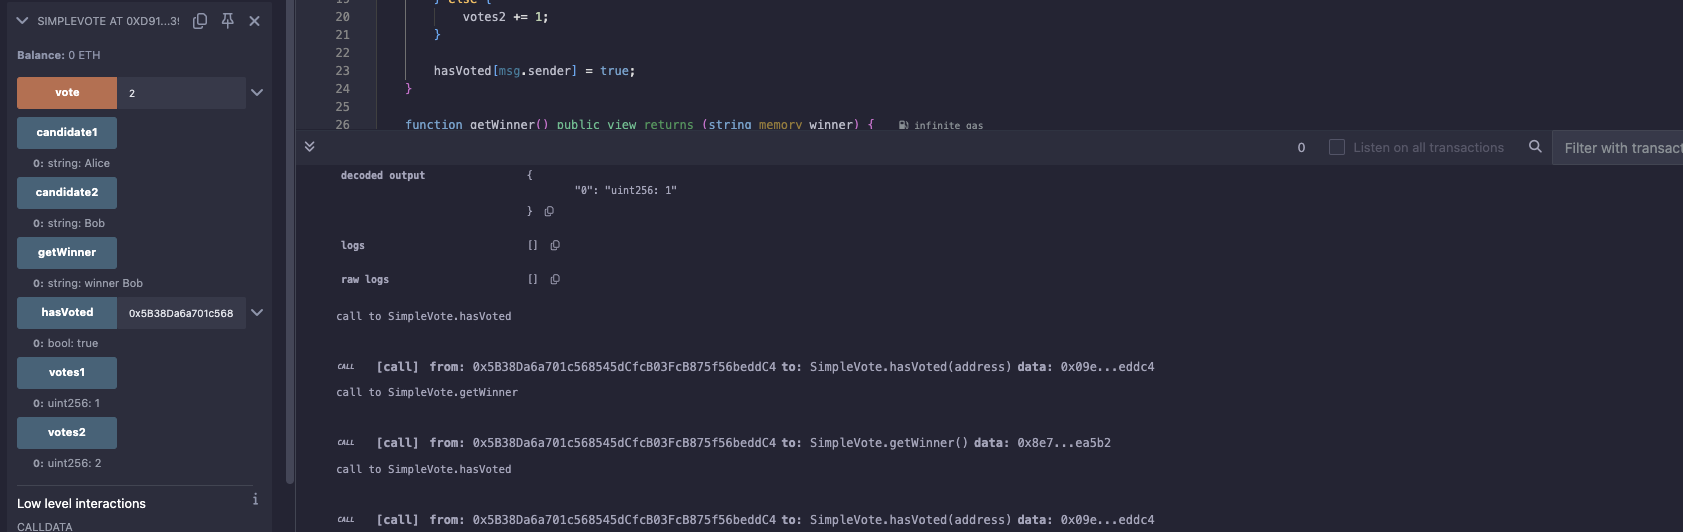 SIMPLEVOTE AT 0XD91...39
Balance: 0 ETH
vote 2
candidate1
0: string: Alice
candidate2
0: string: Bob
getWinner
0: string: winner Bob
hasVoted 0x5B38Da6a701c568
0: bool: true
votes1
0: uint256: 1
votes2
0: uint256: 2
Low level interactions i
CALLDATA
19 } else {
20 votes2 += 1;
21 }
22
23 hasVoted[msg.sender] = true;
24 }
25
26 function getWinner() public view returns (string memory winner) { infinite gas
0 Listen on all transactions Filter with transact
decoded output {
"0": "uint256: 1"
}
logs []
raw logs []
call to SimpleVote.hasVoted
CALL [call] from: 0x5B38Da6a701c568545dCfcB03FcB875f56beddC4 to: SimpleVote.hasVoted(address) data: 0x09e...eddc4
call to SimpleVote.getWinner
CALL [call] from: 0x5B38Da6a701c568545dCfcB03FcB875f56beddC4 to: SimpleVote.getWinner() data: 0x8e7...ea5b2
call to SimpleVote.hasVoted
CALL [call] from: 0x5B38Da6a701c568545dCfcB03FcB875f56beddC4 to: SimpleVote.hasVoted(address) data: 0x09e...eddc4